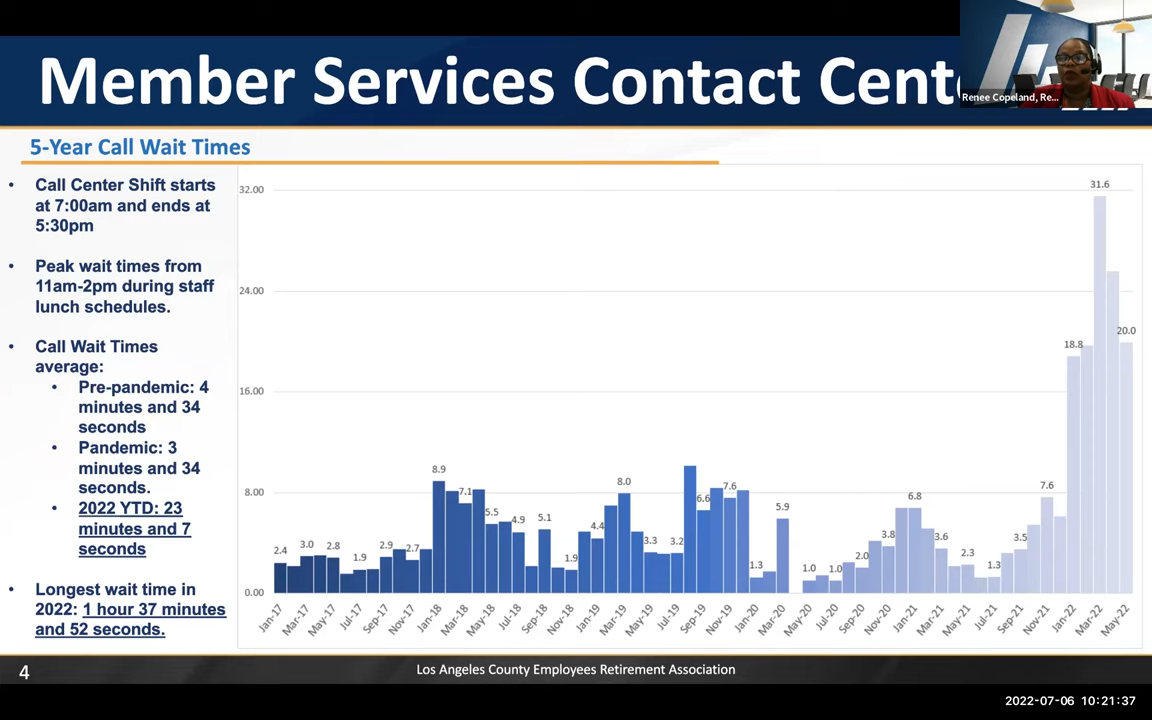 Member Services Contact Cent
Renee Copeland, Re...
5-Year Call Wait Times
• Call Center Shift starts
at 7:00am and ends at
5:30pm
• Peak wait times from
11am-2pm during staff
lunch schedules.
• Call Wait Times
average:
• Pre-pandemic: 4
minutes and 34
seconds
• Pandemic: 3
minutes and 34
seconds.
• 2022 YTD: 23
minutes and 7
seconds
• Longest wait time in
2022: 1 hour 37 minutes
and 52 seconds.
32.00
24.00
16.00
8.00
0.00
2.4
3.0
2.8
1.9
2.9
2.7
8.9
7.1
5.5
4.9
5.1
1.9
4.4
8.0
3.3
3.2
6.6
7.6
1.3
5.9
1.0
1.0
2.0
3.8
6.8
3.6
2.3
1.3
3.5
7.6
18.8
31.6
20.0
Jan-17
Mar-17
May-17
Jul-17
Sep-17
Nov-17
Jan-18
Mar-18
May-18
Jul-18
Sep-18
Nov-18
Jan-19
Mar-19
May-19
Jul-19
Sep-19
Nov-19
Jan-20
Mar-20
May-20
Jul-20
Sep-20
Nov-20
Jan-21
Mar-21
May-21
Jul-21
Sep-21
Nov-21
Jan-22
Mar-22
May-22
4
Los Angeles County Employees Retirement Association
2022-07-06 10:21:37